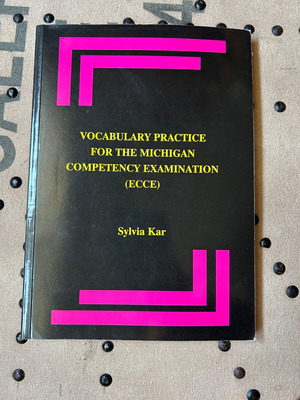 VOCABULARY PRACTICE
FOR THE MICHIGAN
COMPETENCY EXAMINATION
(ECCE)
Sylvia Kar